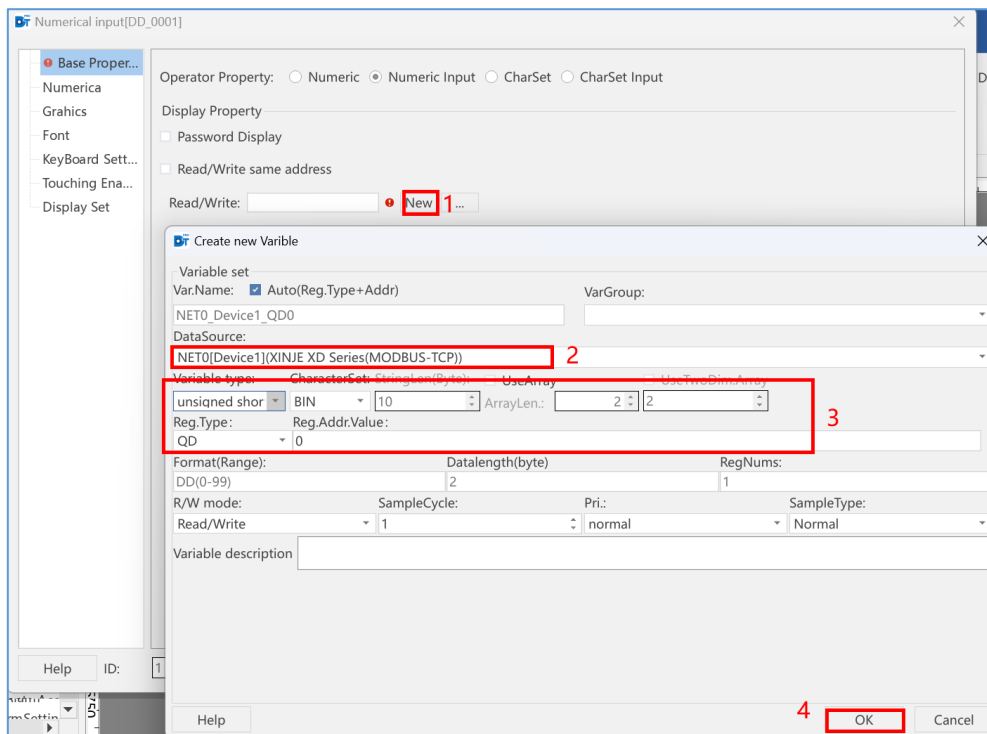 Numerical input[DD_0001]
Base Proper...
Numerica
Grahics
Font
KeyBoard Sett...
Touching Ena...
Display Set
Operator Property: Numeric Numeric Input CharSet CharSet Input
Display Property
Password Display
Read/Write same address
Read/Write: New 1 ...
Create new Varible
Variable set
Var.Name: Auto(Reg.Type+Addr) VarGroup:
NET0_Device1_QD0
DataSource:
NET0[Device1](XINJE XD Series(MODBUS-TCP)) 2
Variable type: CharacterSet: StringLen(Byte): UseArray UseTwoDim.Array
unsigned shor BIN 10 ArrayLen.: 2 2
3
Reg.Type: Reg.Addr.Value:
QD 0
Format(Range): Datalength(byte) RegNums:
DD(0-99) 2 1
R/W mode: SampleCycle: Pri.: SampleType:
Read/Write 1 normal Normal
Variable description
Help ID: 1
4
Help OK Cancel